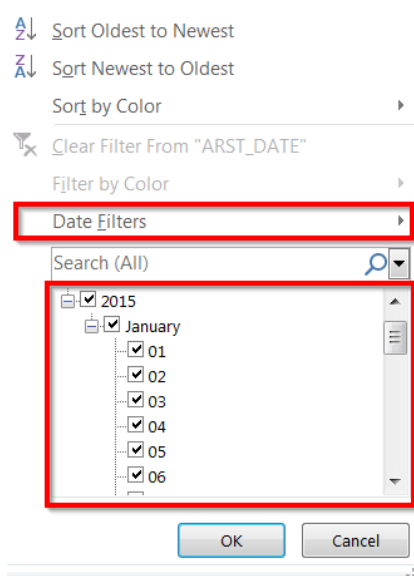 Sort Oldest to Newest
Sort Newest to Oldest
Sort by Color
Clear Filter From "ARST_DATE"
Filter by Color
Date Filters
Search (All)
2015
January
01
02
03
04
05
06
OK Cancel